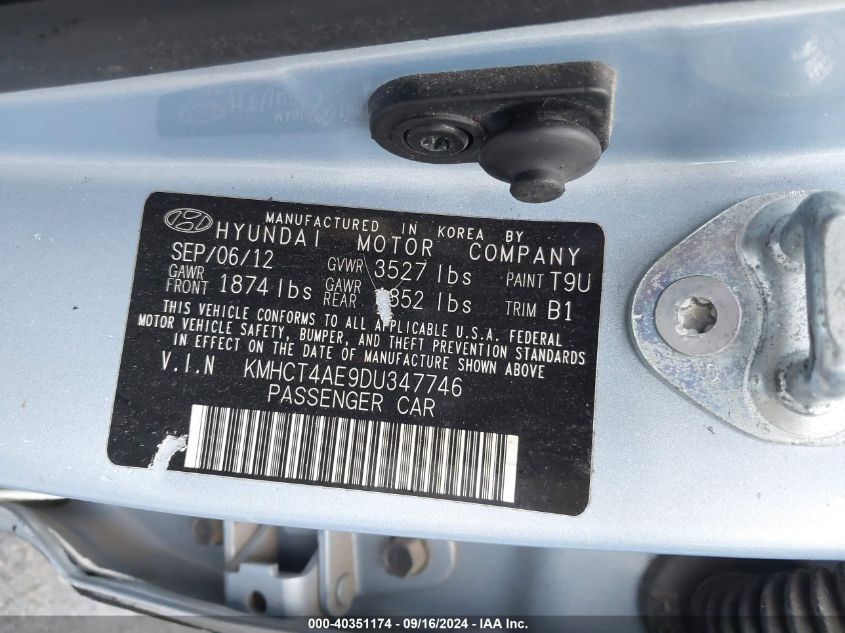 MANUFACTURED IN KOREA BY
HYUNDAI MOTOR COMPANY
SEP/06/12 GVWR 3527 lbs PAINT T9U
GAWR FRONT 1874 lbs GAWR REAR 852 lbs TRIM B1
THIS VEHICLE CONFORMS TO ALL APPLICABLE U.S.A. FEDERAL
MOTOR VEHICLE SAFETY, BUMPER, AND THEFT PREVENTION STANDARDS
IN EFFECT ON THE DATE OF MANUFACTURE SHOWN ABOVE
V.I.N KMHCT4AE9DU347746
PASSENGER CAR
000-40351174 - 09/16/2024 - IAA Inc.